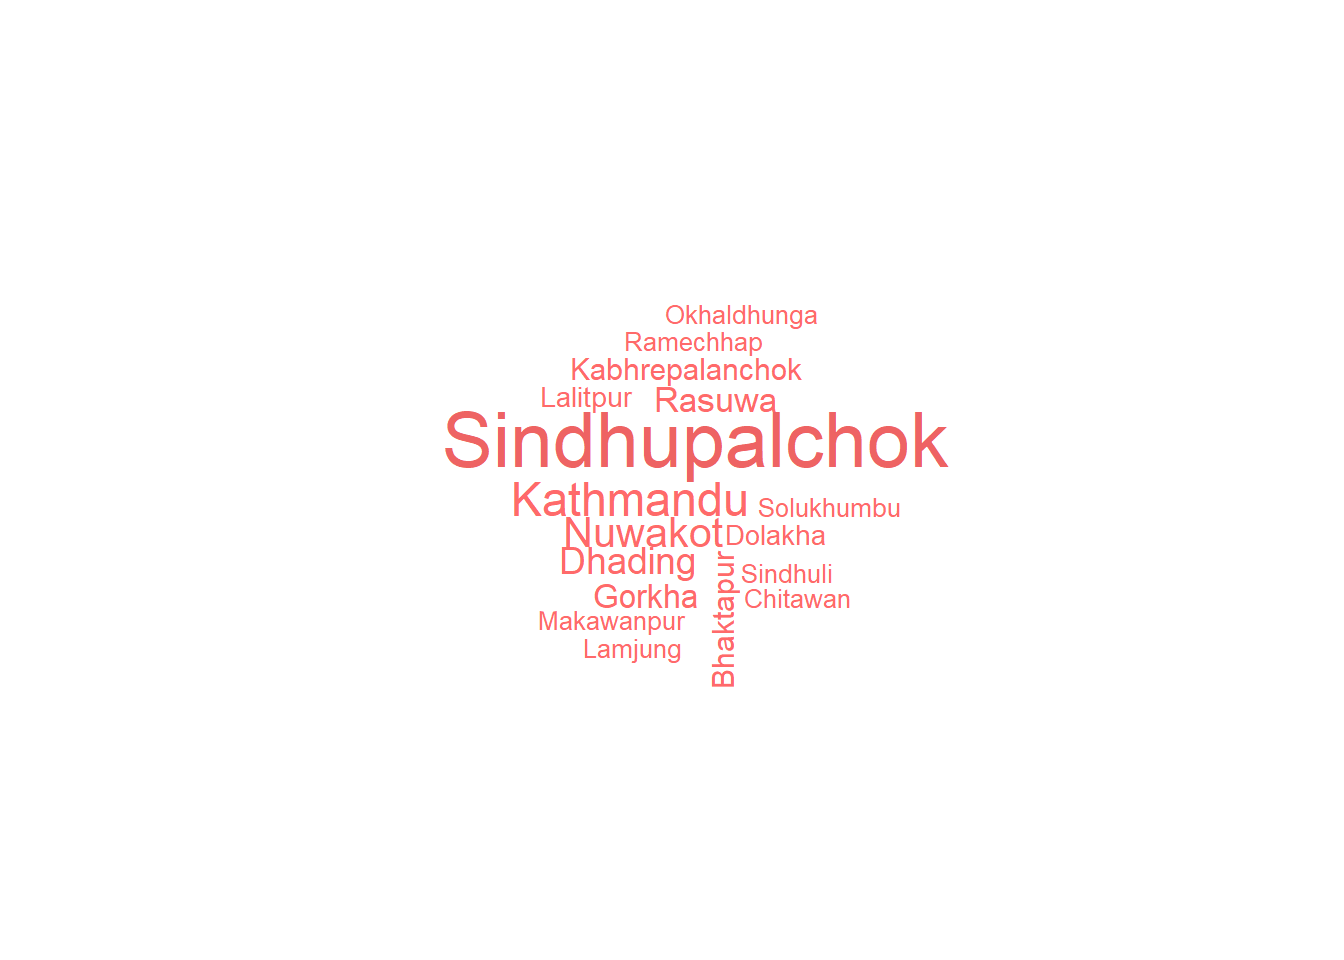 Okhaldhunga
Ramechhap
Kabhrepalanchok
Lalitpur Rasuwa
Sindhupalchok
Kathmandu Solukhumbu
Nuwakot Dolakha
Dhading Sindhuli
Gorkha Chitawan
Makawanpur
Lamjung
Bhaktapur